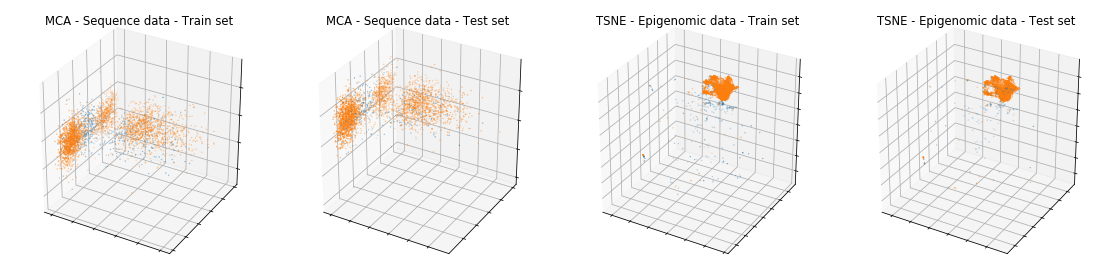 MCA - Sequence data - Train set
MCA - Sequence data - Test set
TSNE - Epigenomic data - Train set
TSNE - Epigenomic data - Test set